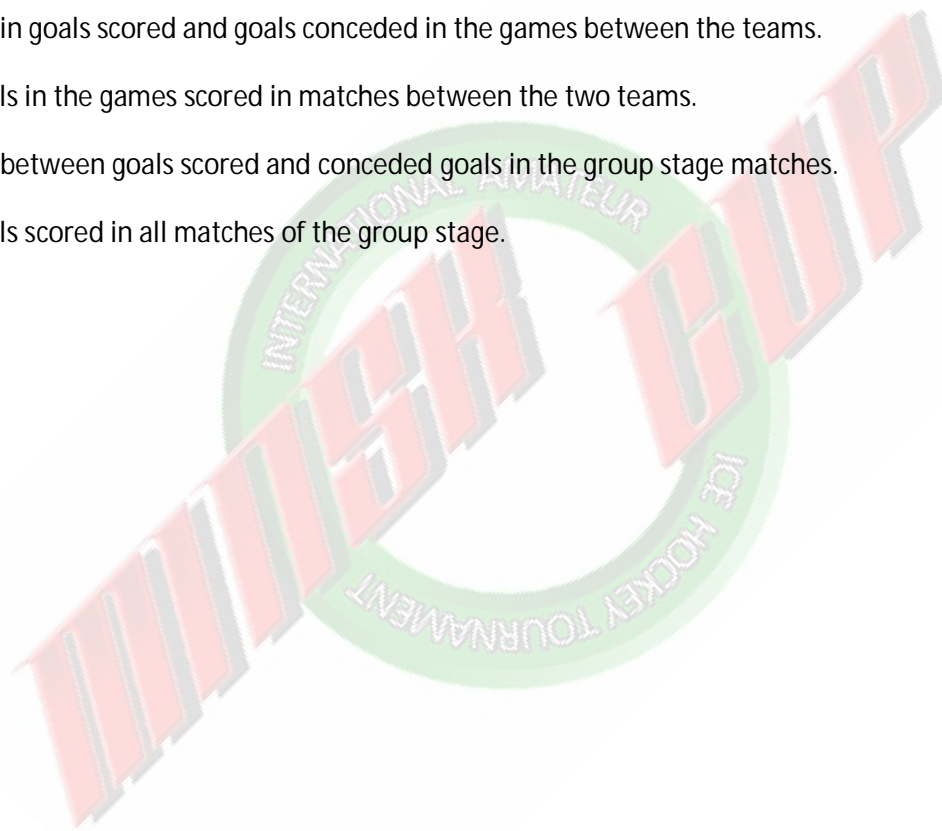 in goals scored and goals conceded in the games between the teams.
ls in the games scored in matches between the two teams.
between goals scored and conceded goals in the group stage matches.
ls scored in all matches of the group stage.
INTERNATIONAL AMATEUR
MINSK CUP
ICE HOCKEY TOURNAMENT